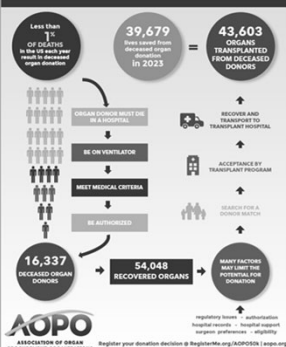 Less than
1%
OF DEATHS
in the US each year
result in deceased
organ donation
39,679
lives saved from
deceased organ
donation
in 2023
=
43,603
ORGANS
TRANSPLANTED
FROM DECEASED
DONORS
ORGAN DONOR MUST DIE
IN A HOSPITAL
BE ON VENTILATOR
MEET MEDICAL CRITERIA
BE AUTHORIZED
RECOVER AND
TRANSPORT TO
TRANSPLANT HOSPITAL
ACCEPTANCE BY
TRANSPLANT PROGRAM
SEARCH FOR A
DONOR MATCH
16,337
DECEASED ORGAN
DONORS
54,048
RECOVERED ORGANS
MANY FACTORS
MAY LIMIT THE
POTENTIAL FOR
DONATION
regulatory issues - authorization
hospital records - hospital support
surgeon preferences - eligibility
AOPO
ASSOCIATION OF ORGAN
Register your donation decision @ RegisterMe.org/AOPODN | aopo.org